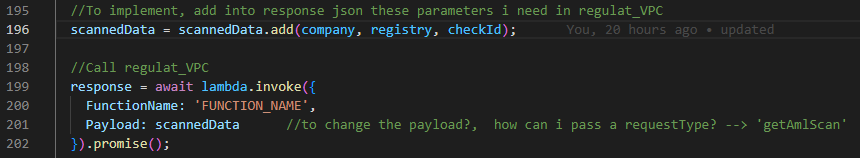 195 //To implement, add into response json these parameters i need in regulat_VPC
196 scannedData = scannedData.add(company, registry, checkId); You, 20 hours ago • updated
197
198 //Call regulat_VPC
199 response = await lambda.invoke({
200 FunctionName: 'FUNCTION_NAME',
201 Payload: scannedData //to change the payload?, how can i pass a requestType? --> 'getAmlScan'
202 }).promise();